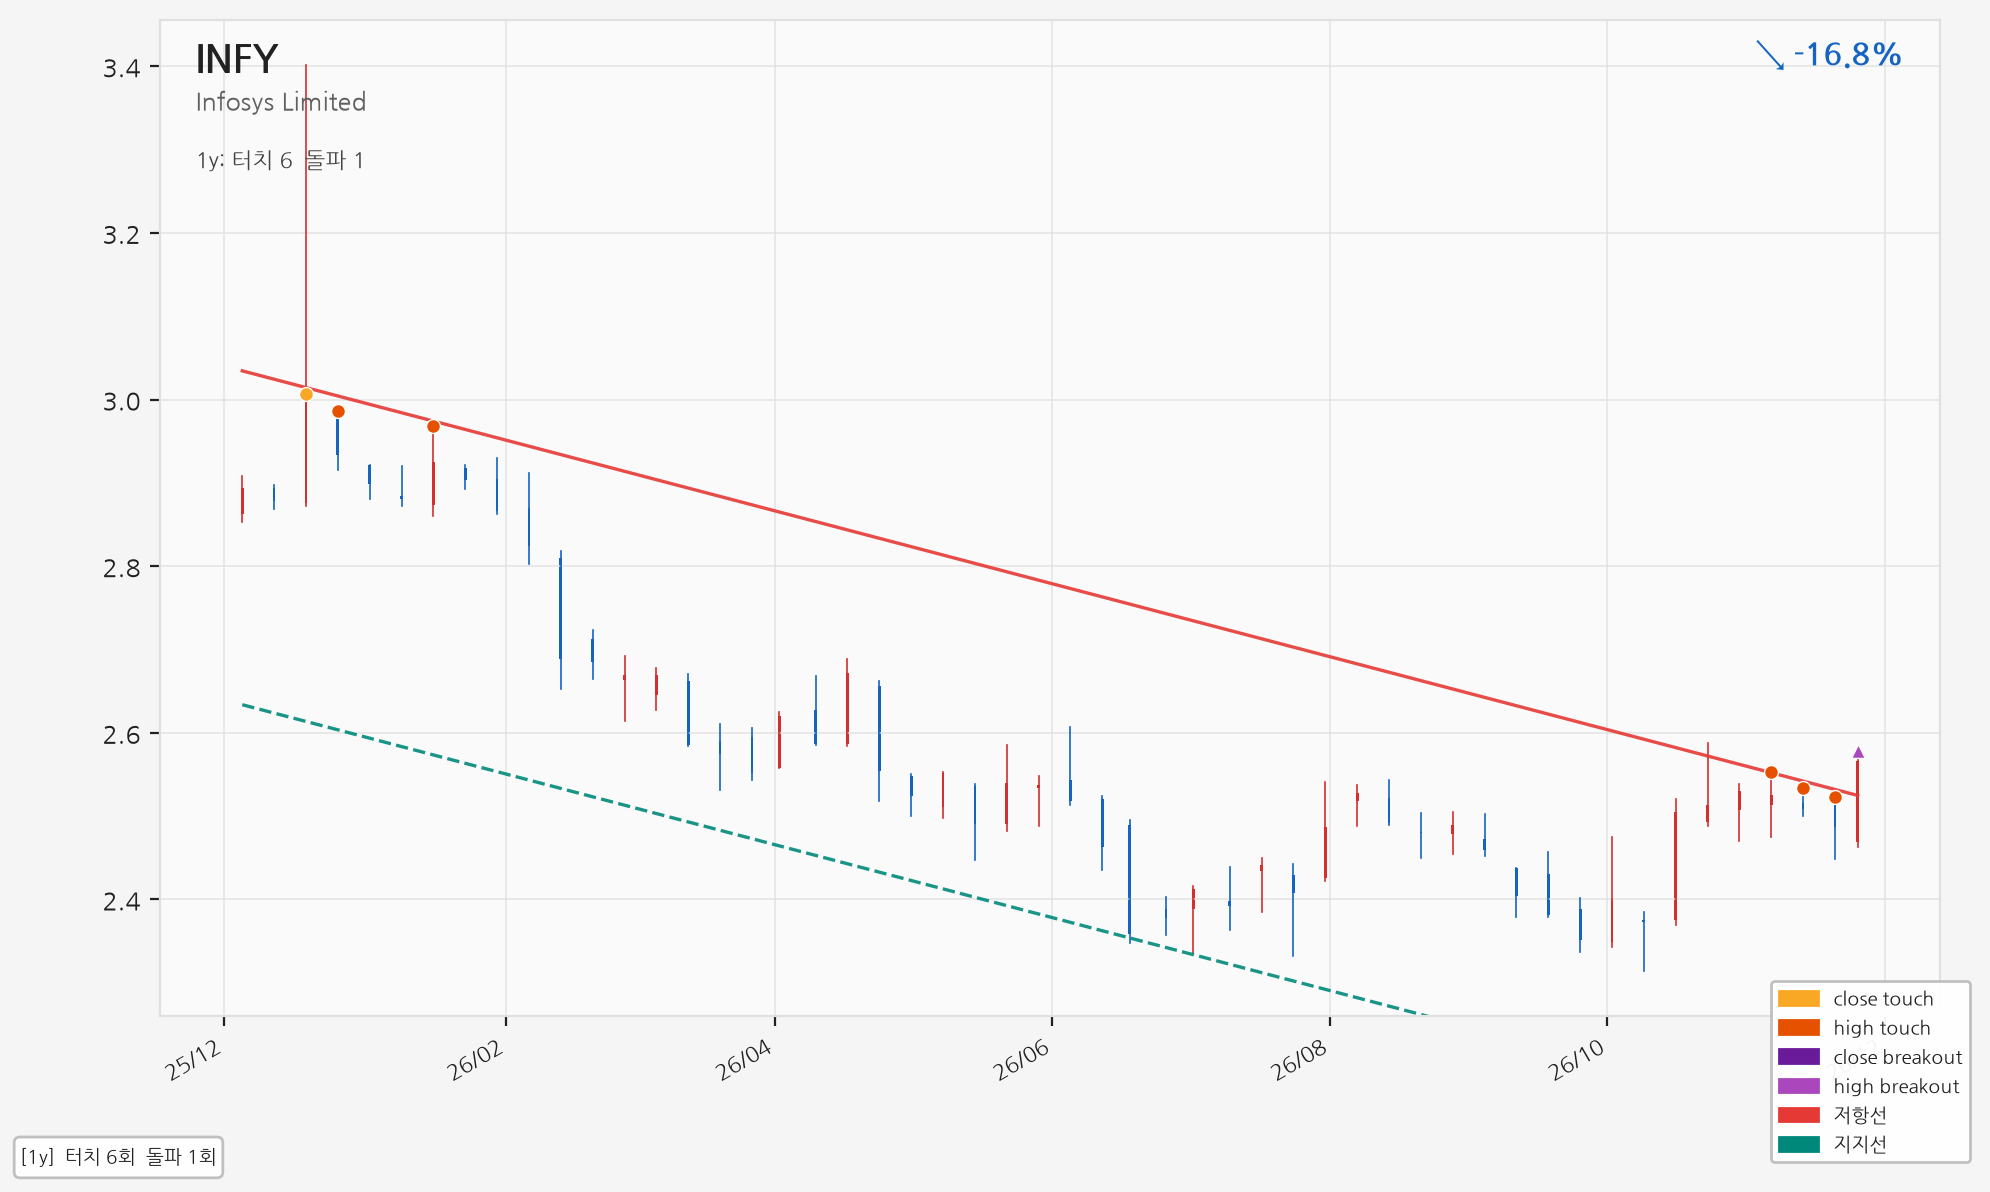 INFY
Infosys Limited
1y: 터치 6 돌파 1
-16.8%
3.4
3.2
3.0
2.8
2.6
2.4
25/12
26/02
26/04
26/06
26/08
26/10
close touch
high touch
close breakout
high breakout
저항선
지지선
[1y] 터치 6회 돌파 1회